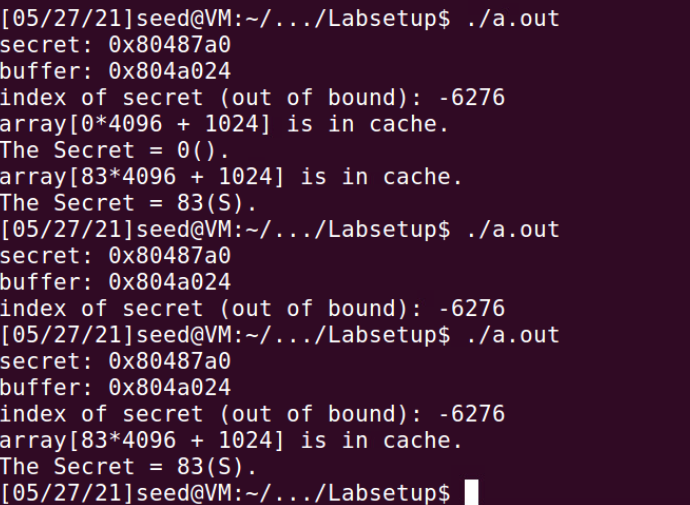 [05/27/21]seed@VM:~/.../Labsetup$ ./a.out
secret: 0x80487a0
buffer: 0x804a024
index of secret (out of bound): -6276
array[0*4096 + 1024] is in cache.
The Secret = 0().
array[83*4096 + 1024] is in cache.
The Secret = 83(S).
[05/27/21]seed@VM:~/.../Labsetup$ ./a.out
secret: 0x80487a0
buffer: 0x804a024
index of secret (out of bound): -6276
[05/27/21]seed@VM:~/.../Labsetup$ ./a.out
secret: 0x80487a0
buffer: 0x804a024
index of secret (out of bound): -6276
array[83*4096 + 1024] is in cache.
The Secret = 83(S).
[05/27/21]seed@VM:~/.../Labsetup$